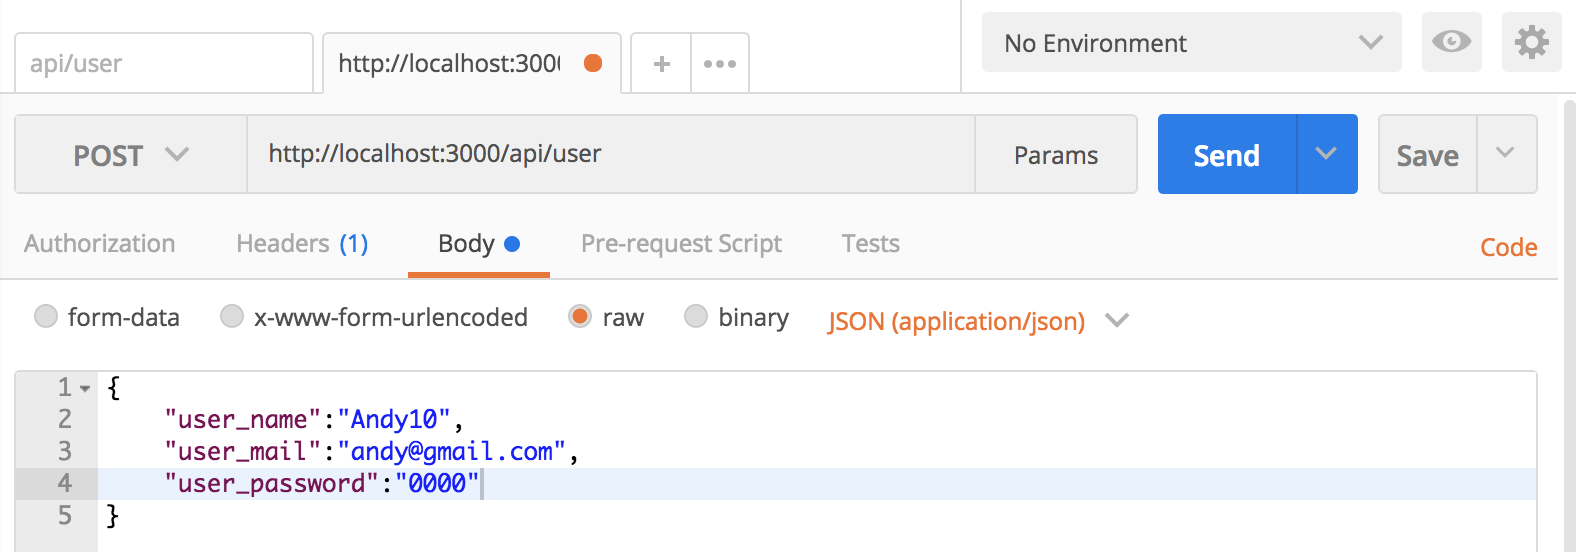 api/user http://localhost:300 + ••• No Environment
POST http://localhost:3000/api/user Params Send Save
Authorization Headers (1) Body Pre-request Script Tests Code
form-data x-www-form-urlencoded raw binary JSON (application/json)
1 {
2 "user_name":"Andy10",
3 "user_mail":"andy@gmail.com",
4 "user_password":"0000"
5 }